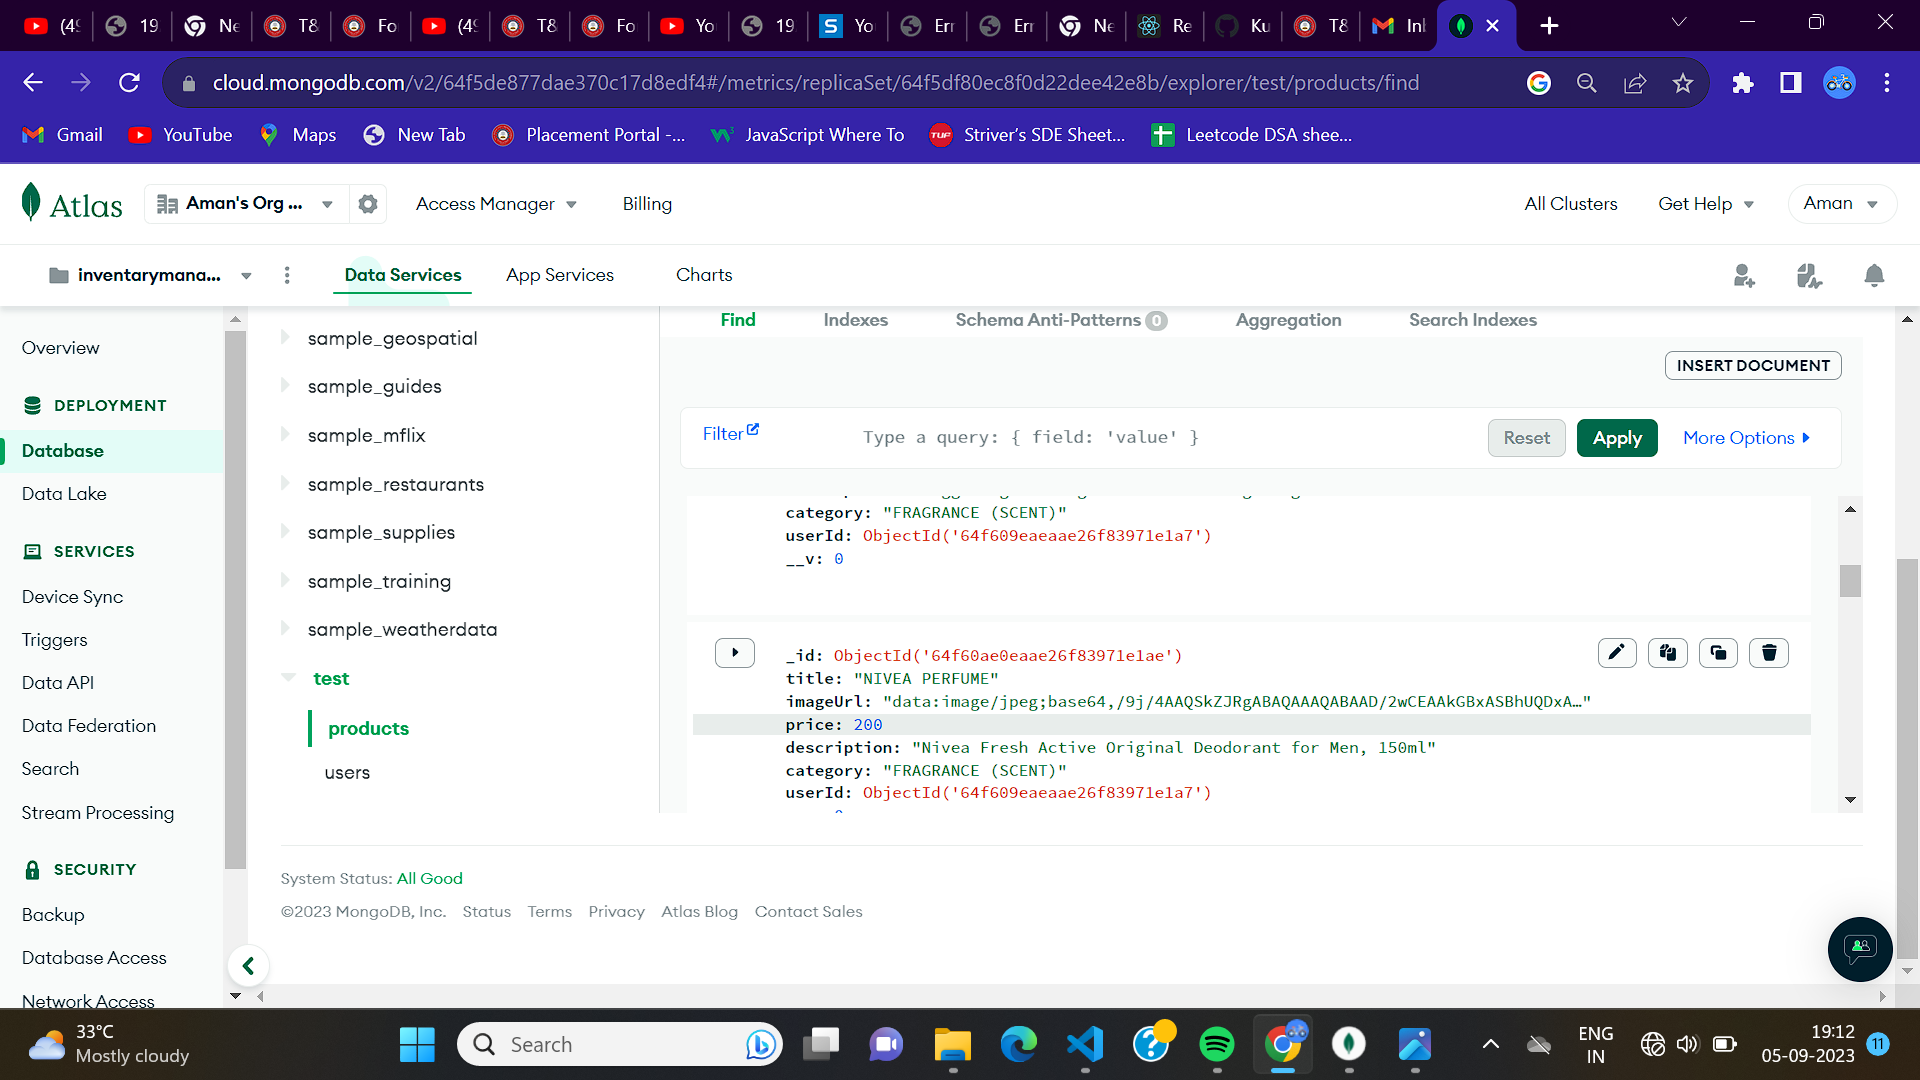 (4
19
Ne
T&
Fo
(4
T&
Fo
Yo
19
S
Yo
Err
Err
Ne
Re
Ku
T&
In
cloud.mongodb.com/v2/64f5de877dae370c17d8edf4#/metrics/replicaSet/64f5df80ec8f0d22dee42e8b/explorer/test/products/find
Gmail
YouTube
Maps
New Tab
Placement Portal -...
JavaScript Where To
TUF
Striver's SDE Sheet...
Leetcode DSA shee...
Atlas
Aman's Org ...
Access Manager
Billing
All Clusters
Get Help
Aman
inventarymana...
Data Services
App Services
Charts
Overview
DEPLOYMENT
Database
Data Lake
SERVICES
Device Sync
Triggers
Data API
Data Federation
Search
Stream Processing
SECURITY
Backup
Database Access
Network Access
sample_geospatial
sample_guides
sample_mflix
sample_restaurants
sample_supplies
sample_training
sample_weatherdata
test
products
users
Find
Indexes
Schema Anti-Patterns 0
Aggregation
Search Indexes
INSERT DOCUMENT
Filter
Type a query: { field: 'value' }
Reset
Apply
More Options
category: "FRAGRANCE (SCENT)"
userId: ObjectId('64f609eaeaae26f83971e1a7')
__v: 0
_id: ObjectId('64f60ae0eaae26f83971e1ae')
title: "NIVEA PERFUME"
imageUrl: "data:image/jpeg;base64,/9j/4AAQSkZJRgABAQAAAQABAAD/2wCEAAkGBxASBhUQDxA…"
price: 200
description: "Nivea Fresh Active Original Deodorant for Men, 150ml"
category: "FRAGRANCE (SCENT)"
userId: ObjectId('64f609eaeaae26f83971e1a7')
System Status: All Good
©2023 MongoDB, Inc.
Status
Terms
Privacy
Atlas Blog
Contact Sales
33°C
Mostly cloudy
Search
ENG
IN
19:12
05-09-2023
11